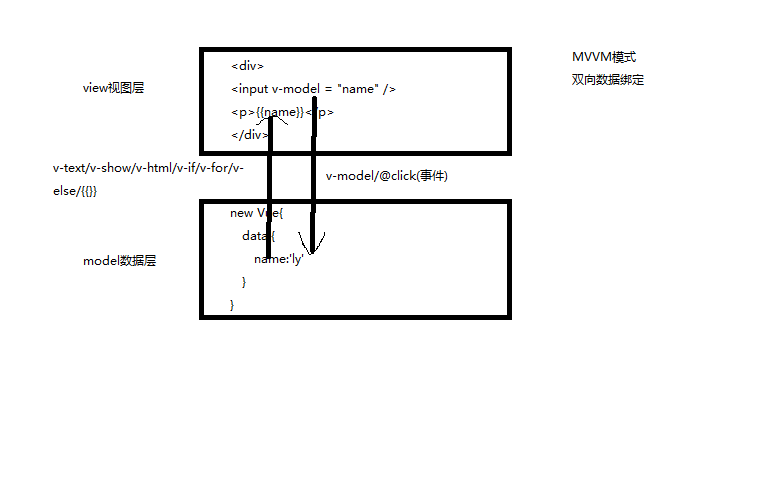 MVVM模式
双向数据绑定
view视图层
<div>
<input v-model = "name" />
<p>{{name}}</p>
</div>
v-text/v-show/v-html/v-if/v-for/v-
else/{{}}
v-model/@click(事件)
model数据层
new Vue{
data{
name:'ly'
}
}